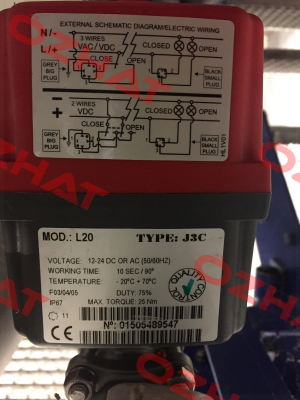 EXTERNAL SCHEMATIC DIAGRAM/ELECTRIC WIRING
N/-
L/+
3 WIRES
VAC/VDC
CLOSED
OPEN
CLOSE
OPEN
GREY BIG PLUG
BLACK SMALL PLUG
-
+
2 WIRES
VDC
CLOSED
OPEN
CLOSE
OPEN
GREY BIG PLUG
BLACK SMALL PLUG
OZHAT
MOD.: L20
TYPE: J3C
VOLTAGE: 12-24 DC OR AC (50/60HZ)
WORKING TIME: 10 SEC / 90°
TEMPERATURE: - 20°C + 70°C
F03/04/05
DUTY: 75%
IP67
MAX. TORQUE: 25 Nm
11
QUALITY CONTROL
Nº: 01505489547
OZHAT